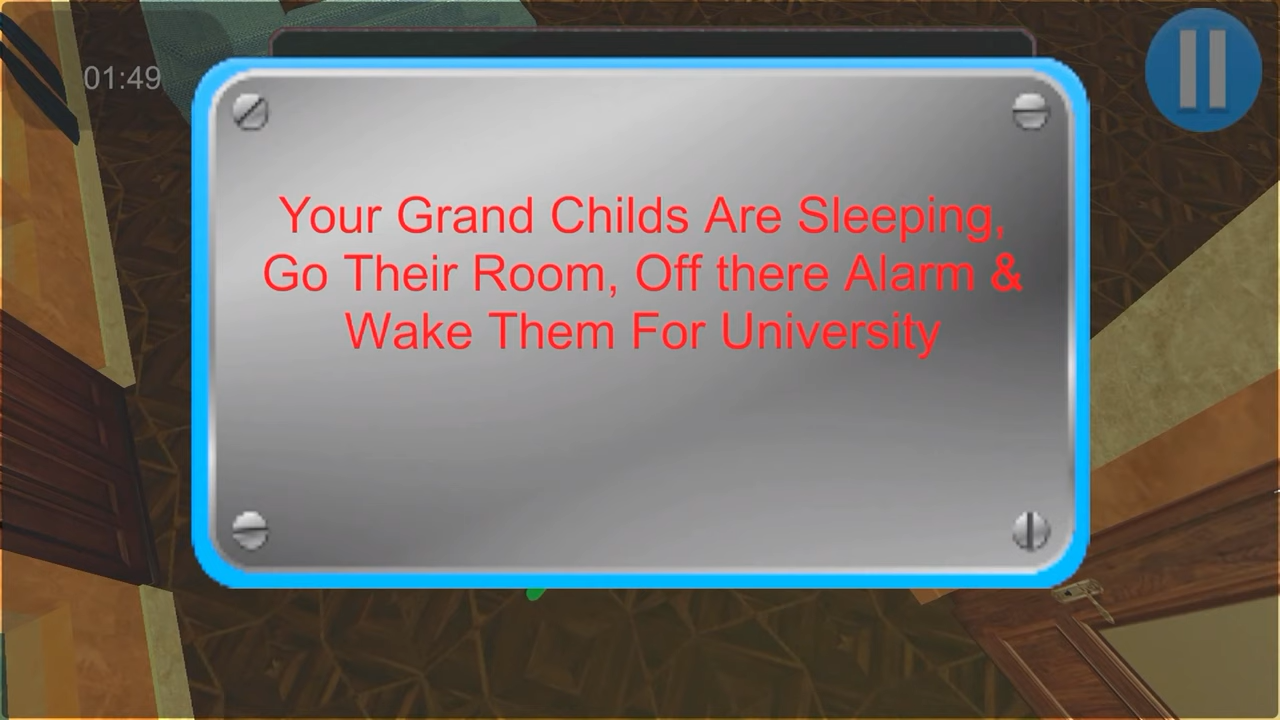 01:49
Your Grand Childs Are Sleeping,
Go Their Room, Off there Alarm &
Wake Them For University